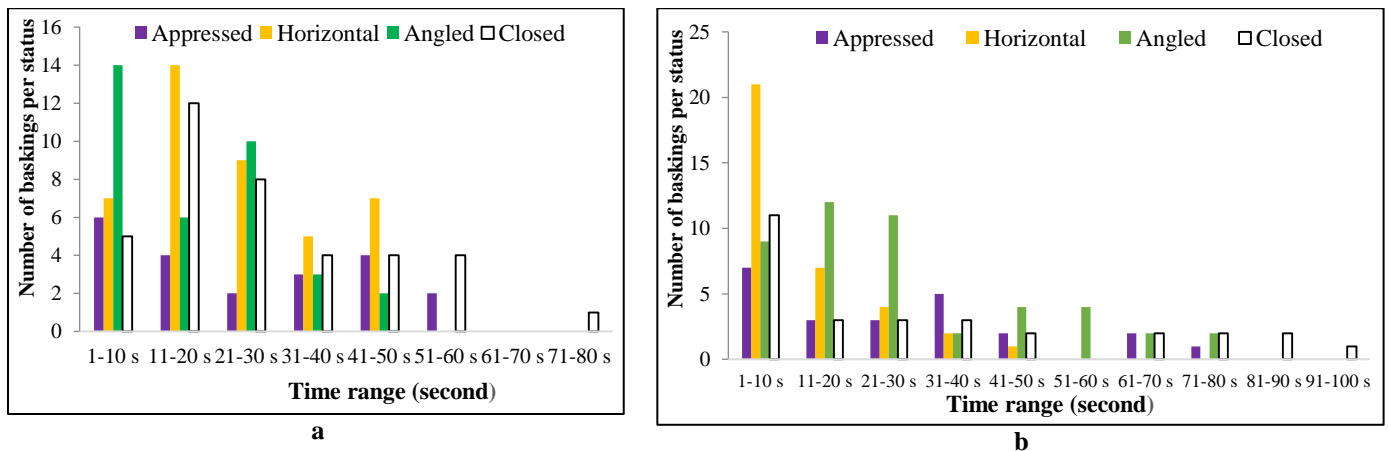 Number of baskings per status
16
14
12
10
8
6
4
2
0
Appressed Horizontal Angled Closed
1-10 s 11-20 s 21-30 s 31-40 s 41-50 s 51-60 s 61-70 s 71-80 s
Time range (second)
a
Number of baskings per status
25
20
15
10
5
0
Appressed Horizontal Angled Closed
1-10 s 11-20 s 21-30 s 31-40 s 41-50 s 51-60 s 61-70 s 71-80 s 81-90 s 91-100 s
Time range (second)
b